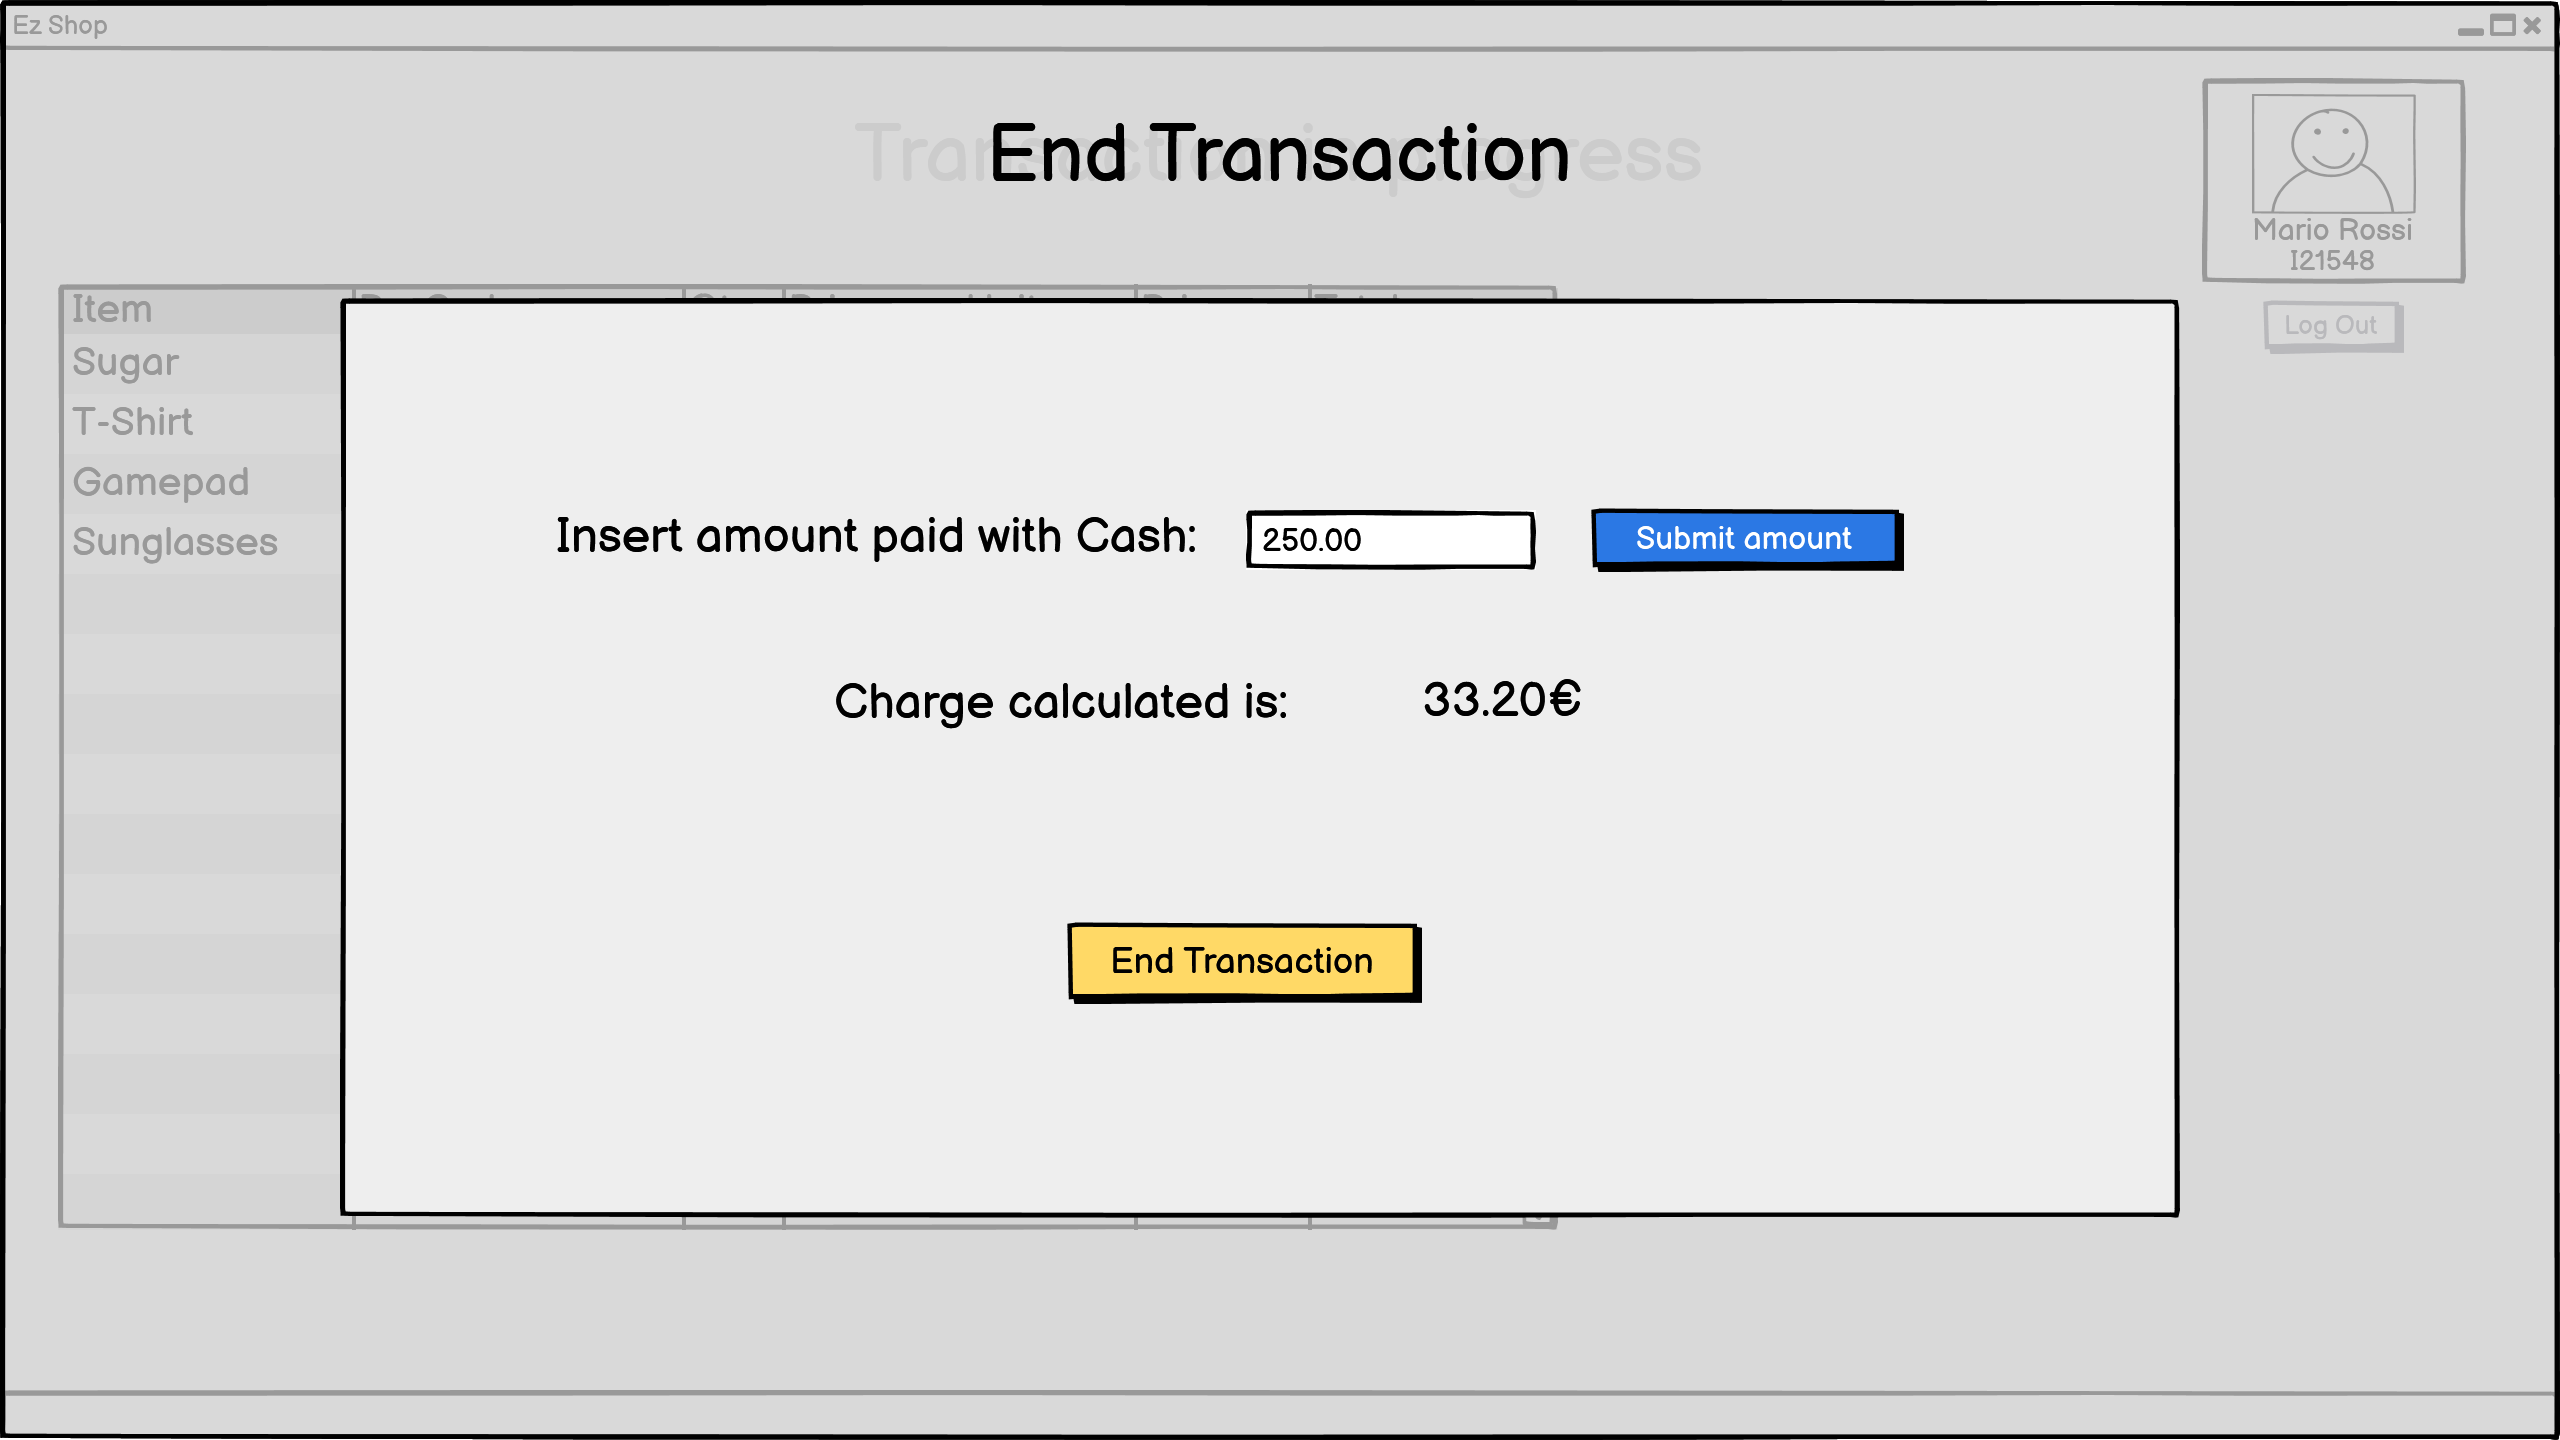 Ez Shop
End Transaction
Mario Rossi
I21548
Log Out
Item
Sugar
T-Shirt
Gamepad
Sunglasses
Insert amount paid with Cash:
250.00
Submit amount
Charge calculated is:
33.20€
End Transaction